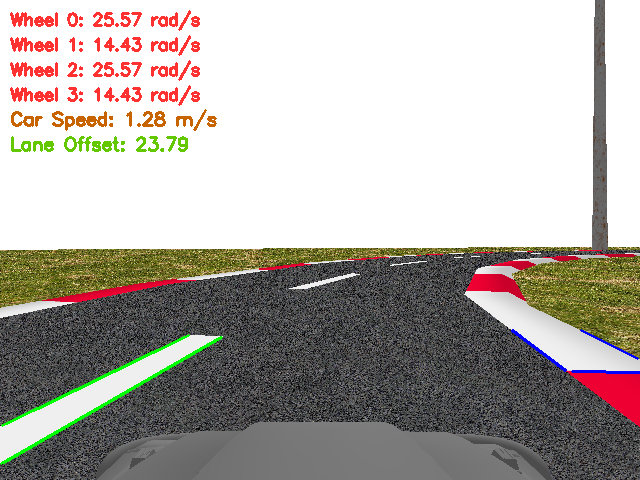 Wheel 0: 25.57 rad/s
Wheel 1: 14.43 rad/s
Wheel 2: 25.57 rad/s
Wheel 3: 14.43 rad/s
Car Speed: 1.28 m/s
Lane Offset: 23.79